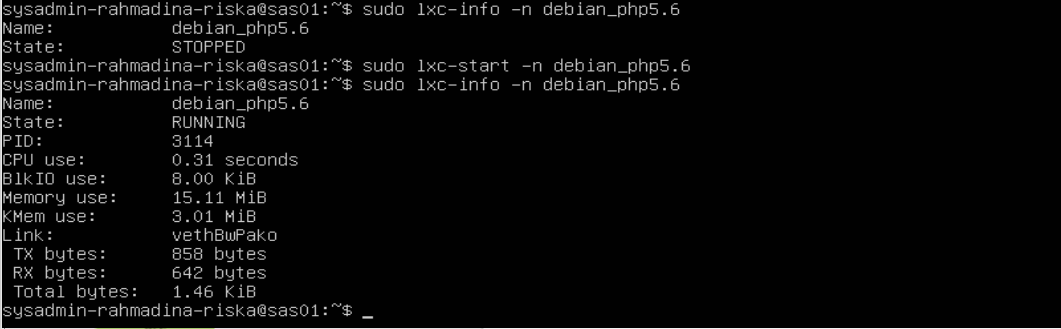 sysadmin-rahmadina-riska@sas01:~$ sudo lxc-info -n debian_php5.6
Name:           debian_php5.6
State:          STOPPED
sysadmin-rahmadina-riska@sas01:~$ sudo lxc-start -n debian_php5.6
sysadmin-rahmadina-riska@sas01:~$ sudo lxc-info -n debian_php5.6
Name:           debian_php5.6
State:          RUNNING
PID:            3114
CPU use:        0.31 seconds
BlkIO use:      8.00 KiB
Memory use:     15.11 MiB
KMem use:       3.01 MiB
Link:           vethBwPako
 TX bytes:      858 bytes
 RX bytes:      642 bytes
 Total bytes:   1.46 KiB
sysadmin-rahmadina-riska@sas01:~$ _